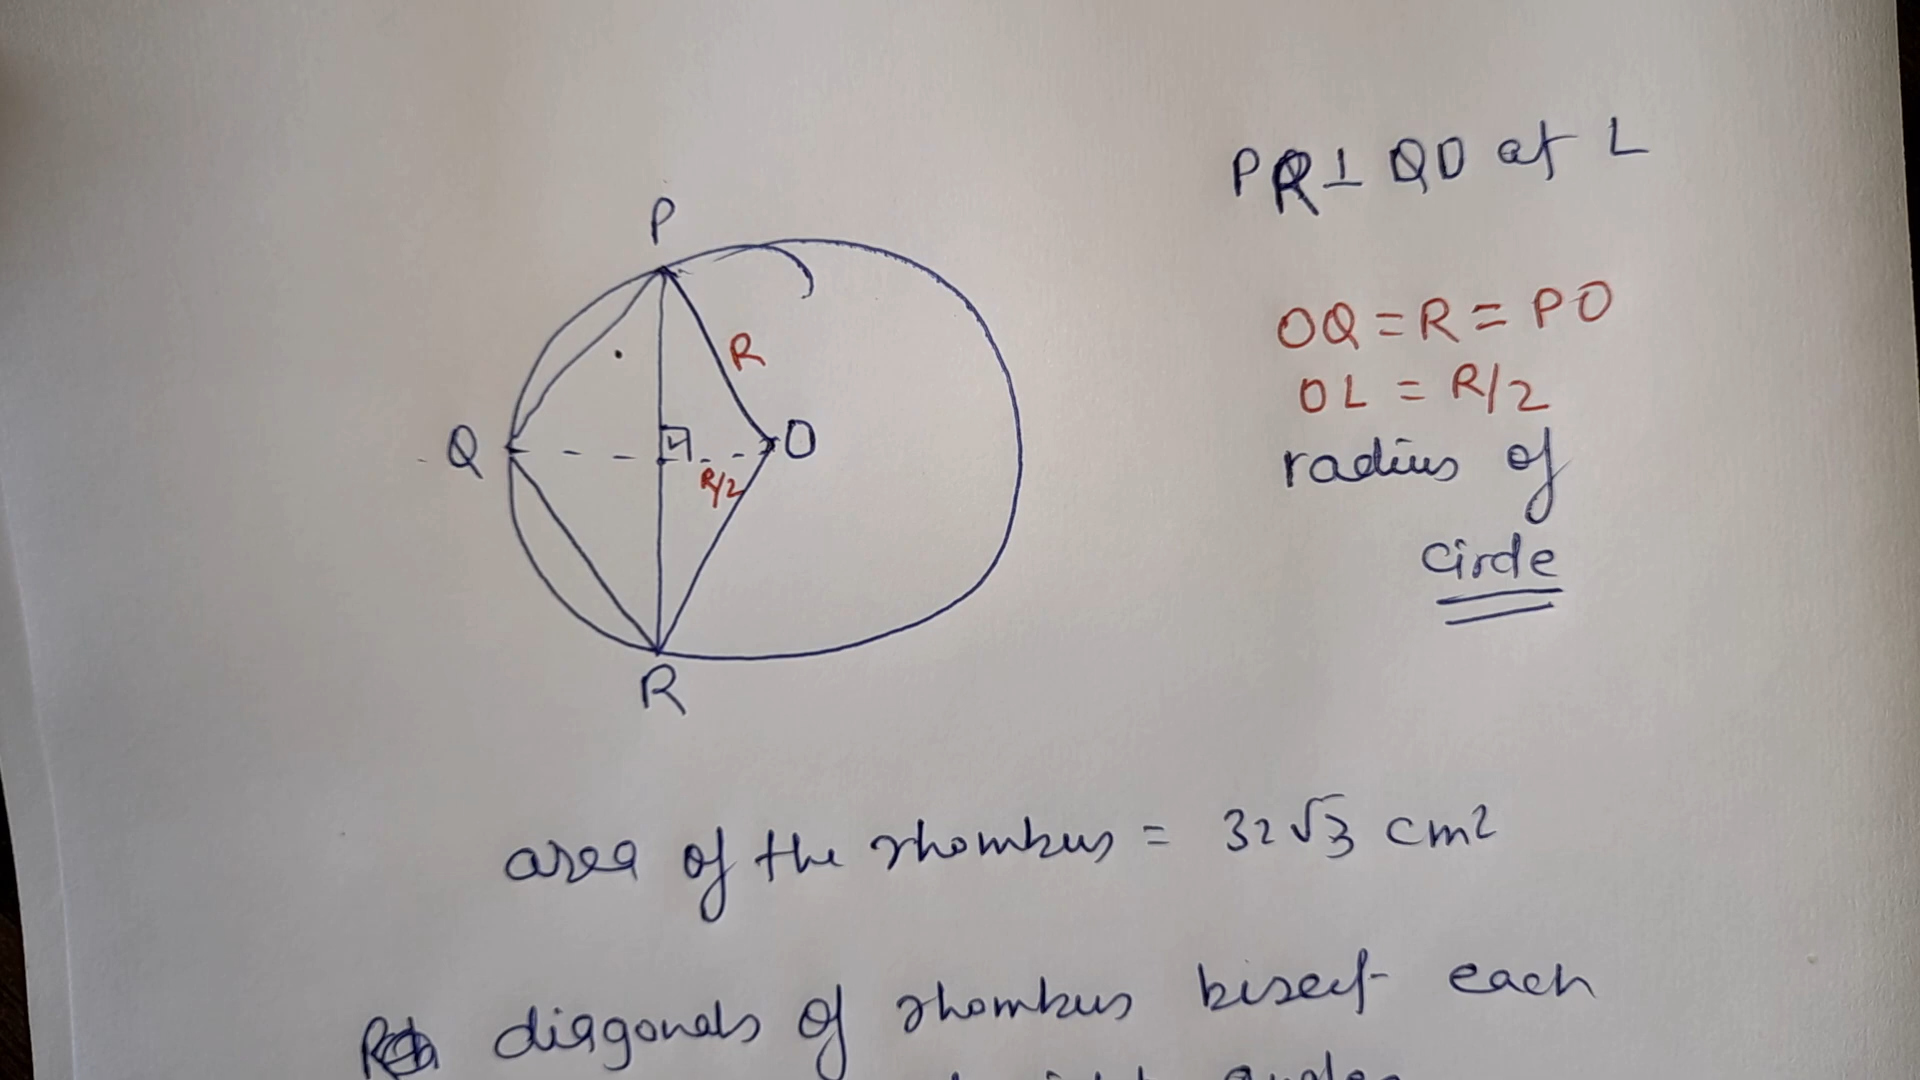 PR ⊥ QO at L
P
OQ = R = PO
R
OL = R/2
Q
L
O
R/2
radius of
circle
R
area of the rhombus = 32√3 cm2
diagonals of rhombus bisect each